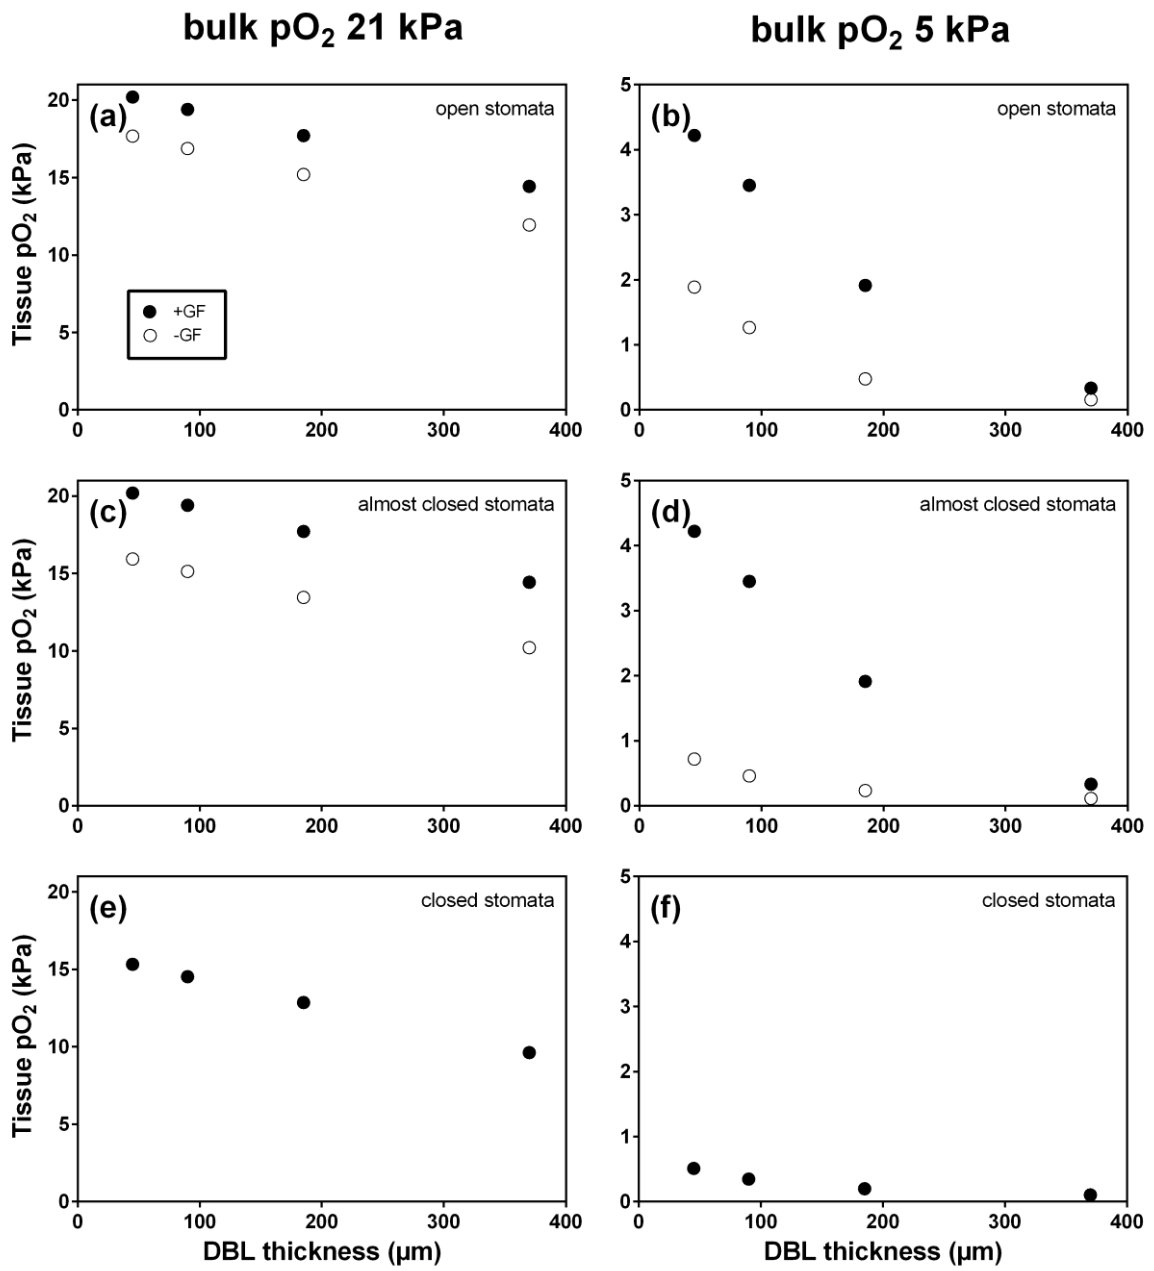 bulk pO₂ 21 kPa
bulk pO₂ 5 kPa
(a)
open stomata
Tissue pO₂ (kPa)
20
15
10
5
0
+GF
-GF
0 100 200 300 400
(b)
open stomata
5
4
3
2
1
0
0 100 200 300 400
(c)
almost closed stomata
Tissue pO₂ (kPa)
20
15
10
5
0
0 100 200 300 400
(d)
almost closed stomata
5
4
3
2
1
0
0 100 200 300 400
(e)
closed stomata
Tissue pO₂ (kPa)
20
15
10
5
0
0 100 200 300 400
DBL thickness (µm)
(f)
closed stomata
5
4
3
2
1
0
0 100 200 300 400
DBL thickness (µm)